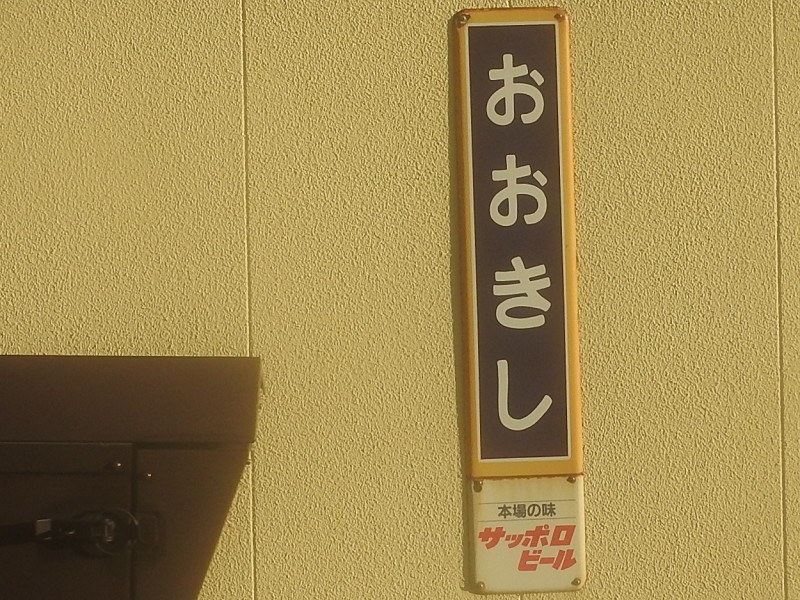 おおきし
本場の味
サッポロ
ビール